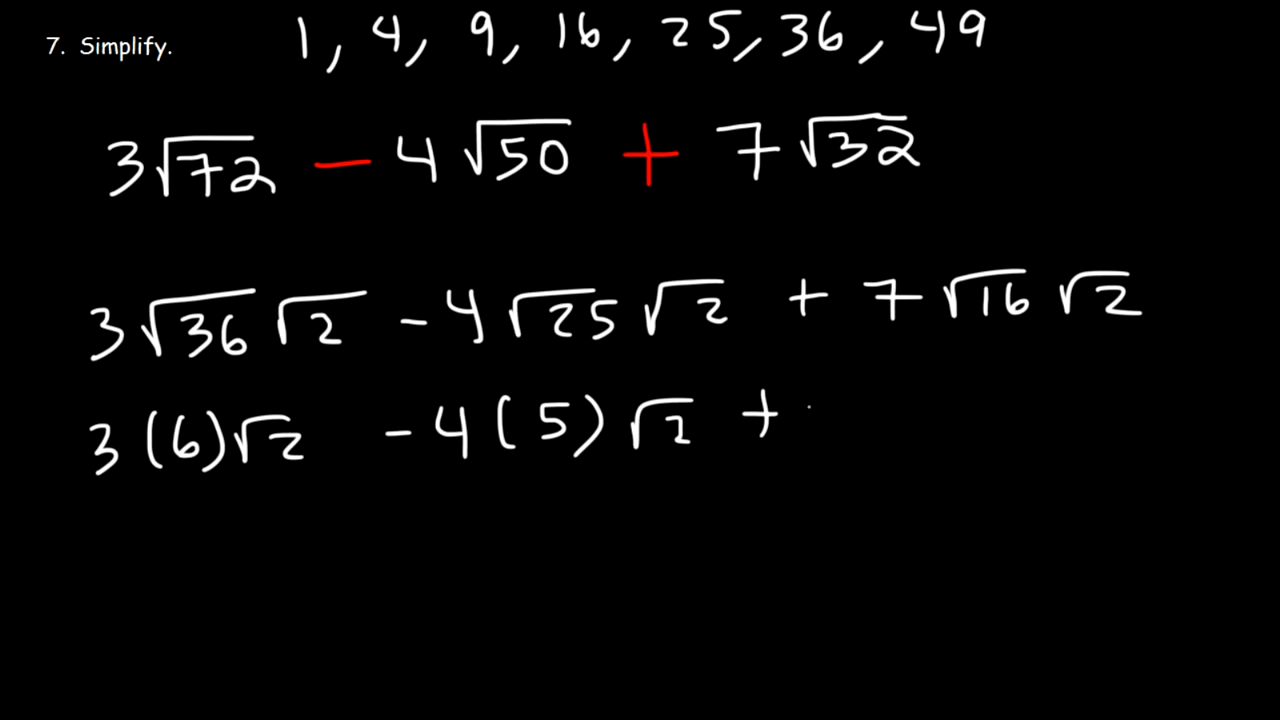 7. Simplify. 1, 4, 9, 16, 25, 36, 49
3√72 − 4√50 + 7√32
3√36 √2 − 4√25 √2 + 7√16 √2
3(6)√2 − 4(5)√2 +